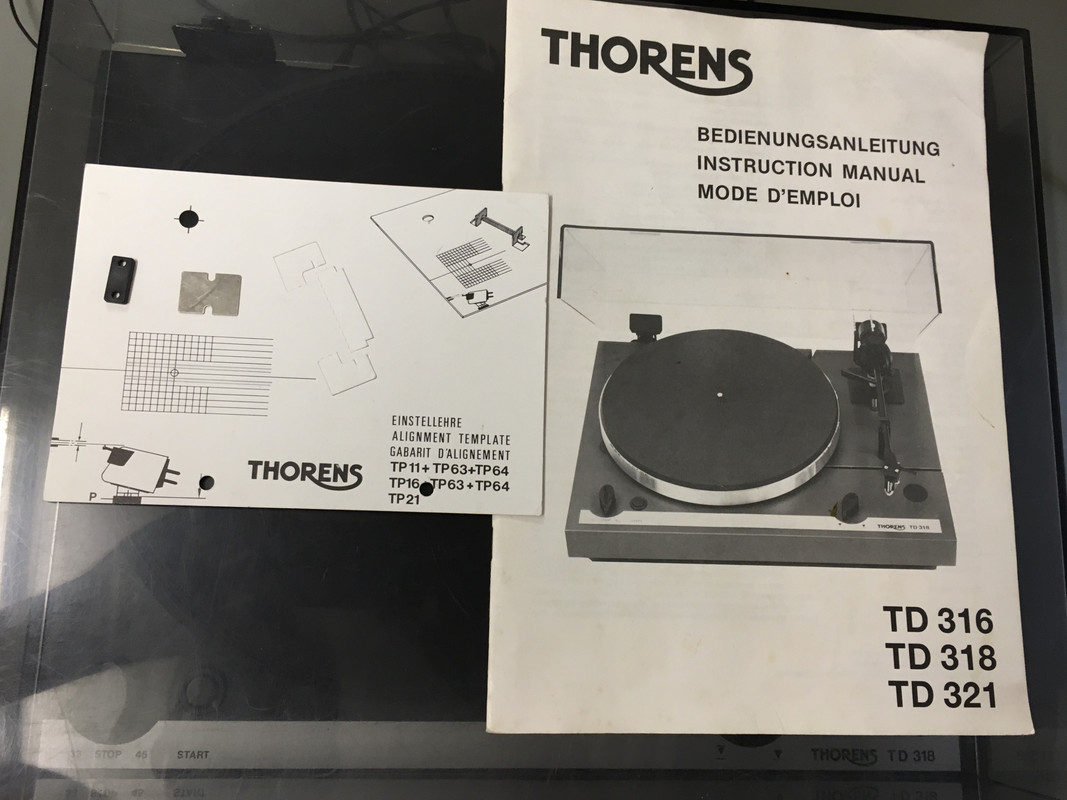 THORENS
BEDIENUNGSANLEITUNG
INSTRUCTION MANUAL
MODE D'EMPLOI
THORENS TD 316
TD 316
TD 318
TD 321
EINSTELLEHRE
ALIGNMENT TEMPLATE
GABARIT D'ALIGNEMENT
TP11+ TP63+TP64
TP16 TP63+TP64
TP21
THORENS
P
33 STOP 45 START
THORENS TD 318